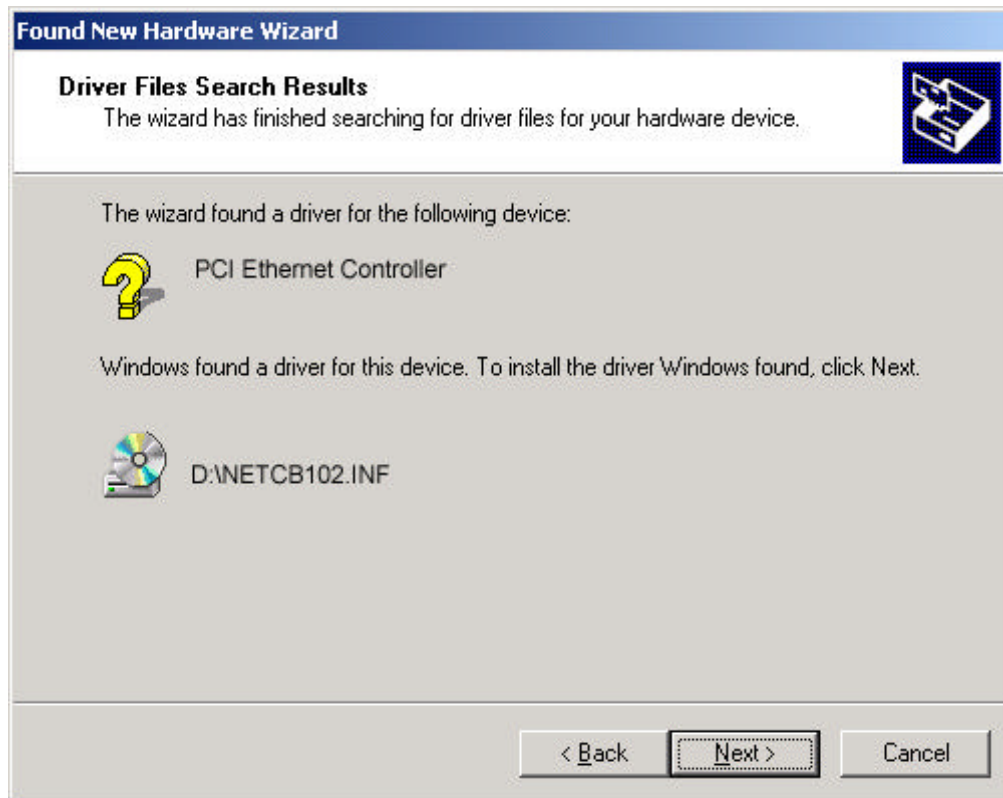 Found New Hardware Wizard
Driver Files Search Results
The wizard has finished searching for driver files for your hardware device.
The wizard found a driver for the following device:
PCI Ethernet Controller
Windows found a driver for this device. To install the driver Windows found, click Next.
D:\NETCB102.INF
< Back Next > Cancel